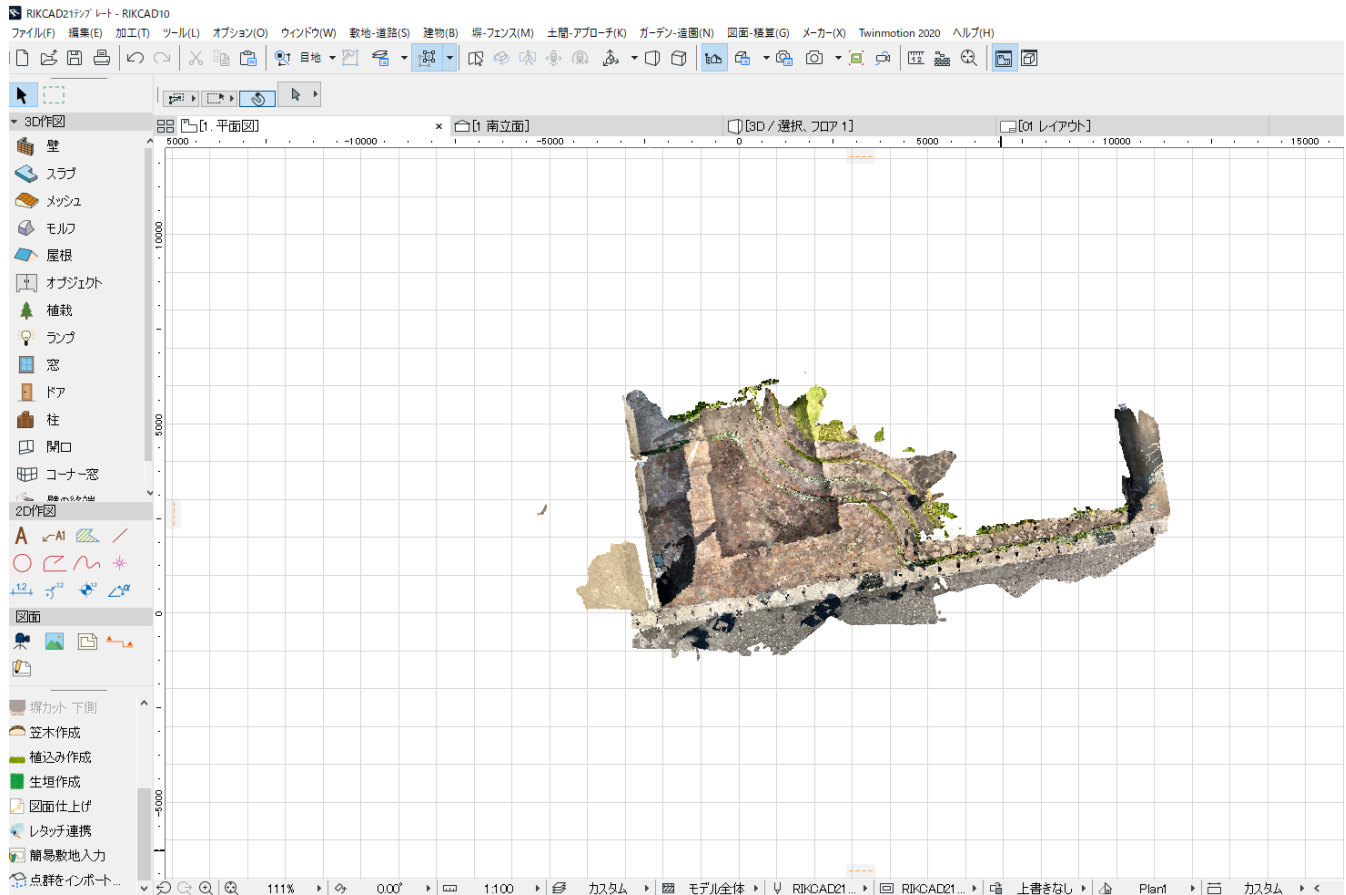 RIKCAD21ﾃﾝﾌﾟﾚｰﾄ - RIKCAD10
ファイル(F) 編集(E) 加工(T) ツール(L) オプション(O) ウィンドウ(W) 敷地-道路(S) 建物(B) 塀-フェンス(M) 土間-アプローチ(K) ガーデン-造園(N) 図面-積算(G) メーカー(X) Twinmotion 2020 ヘルプ(H)
目地
3D作図
[1. 平面図] × [1 南立面] [3D / 選択、フロア 1] [01 レイアウト]
5000 -10000 -5000 0 5000 10000 15000
壁
スラブ
メッシュ
モルフ
屋根
オブジェクト
植栽
ランプ
窓
ドア
柱
開口
コーナー窓
壁の終端
10000
5000
0
-5000
2D作図
A A1
1.2 1.2 1.2 α
図面
塀カット 下側
笠木作成
植込み作成
生垣作成
図面仕上げ
レタッチ連携
簡易敷地入力
点群をインポート...
111% 0.00° 1:100 カスタム モデル全体 RIKCAD21... RIKCAD21... 上書きなし Plan1 カスタム